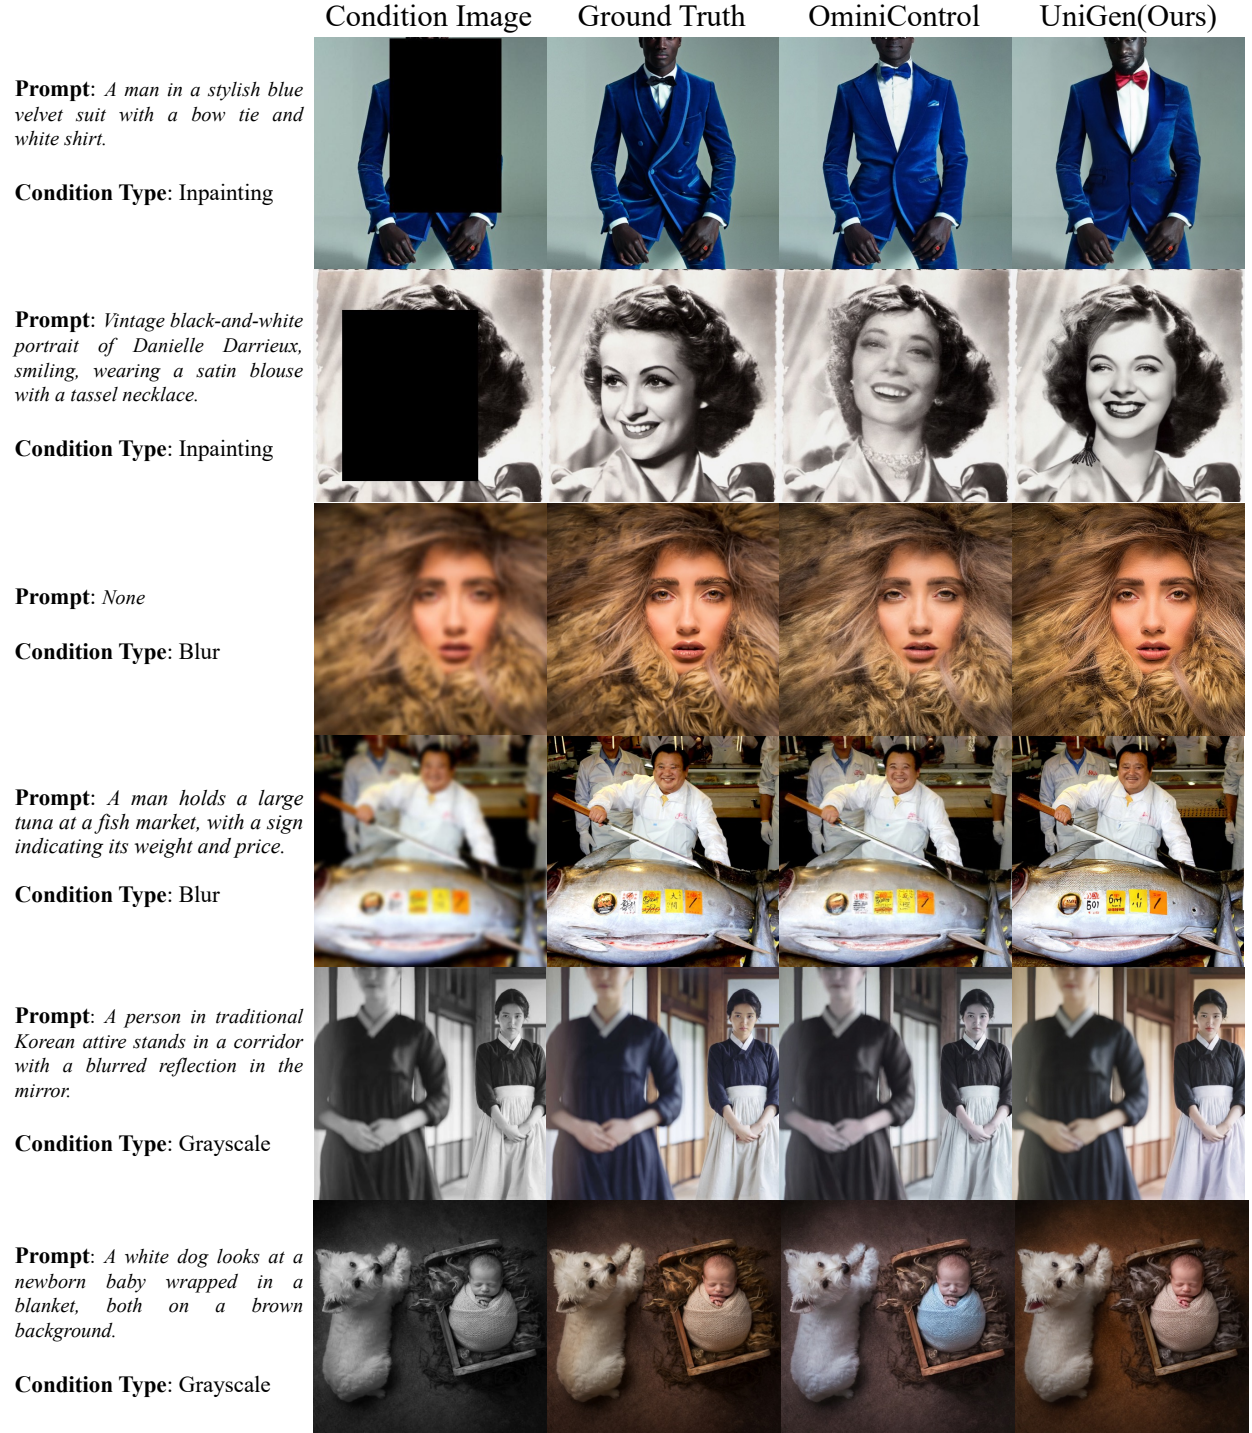 Condition Image Ground Truth OminiControl UniGen(Ours)
Prompt: A man in a stylish blue
velvet suit with a bow tie and
white shirt.
Condition Type: Inpainting
Prompt: Vintage black-and-white
portrait of Danielle Darrieux,
smiling, wearing a satin blouse
with a tassel necklace.
Condition Type: Inpainting
Prompt: None
Condition Type: Blur
Prompt: A man holds a large
tuna at a fish market, with a sign
indicating its weight and price.
Condition Type: Blur
Prompt: A person in traditional
Korean attire stands in a corridor
with a blurred reflection in the
mirror.
Condition Type: Grayscale
Prompt: A white dog looks at a
newborn baby wrapped in a
blanket, both on a brown
background.
Condition Type: Grayscale